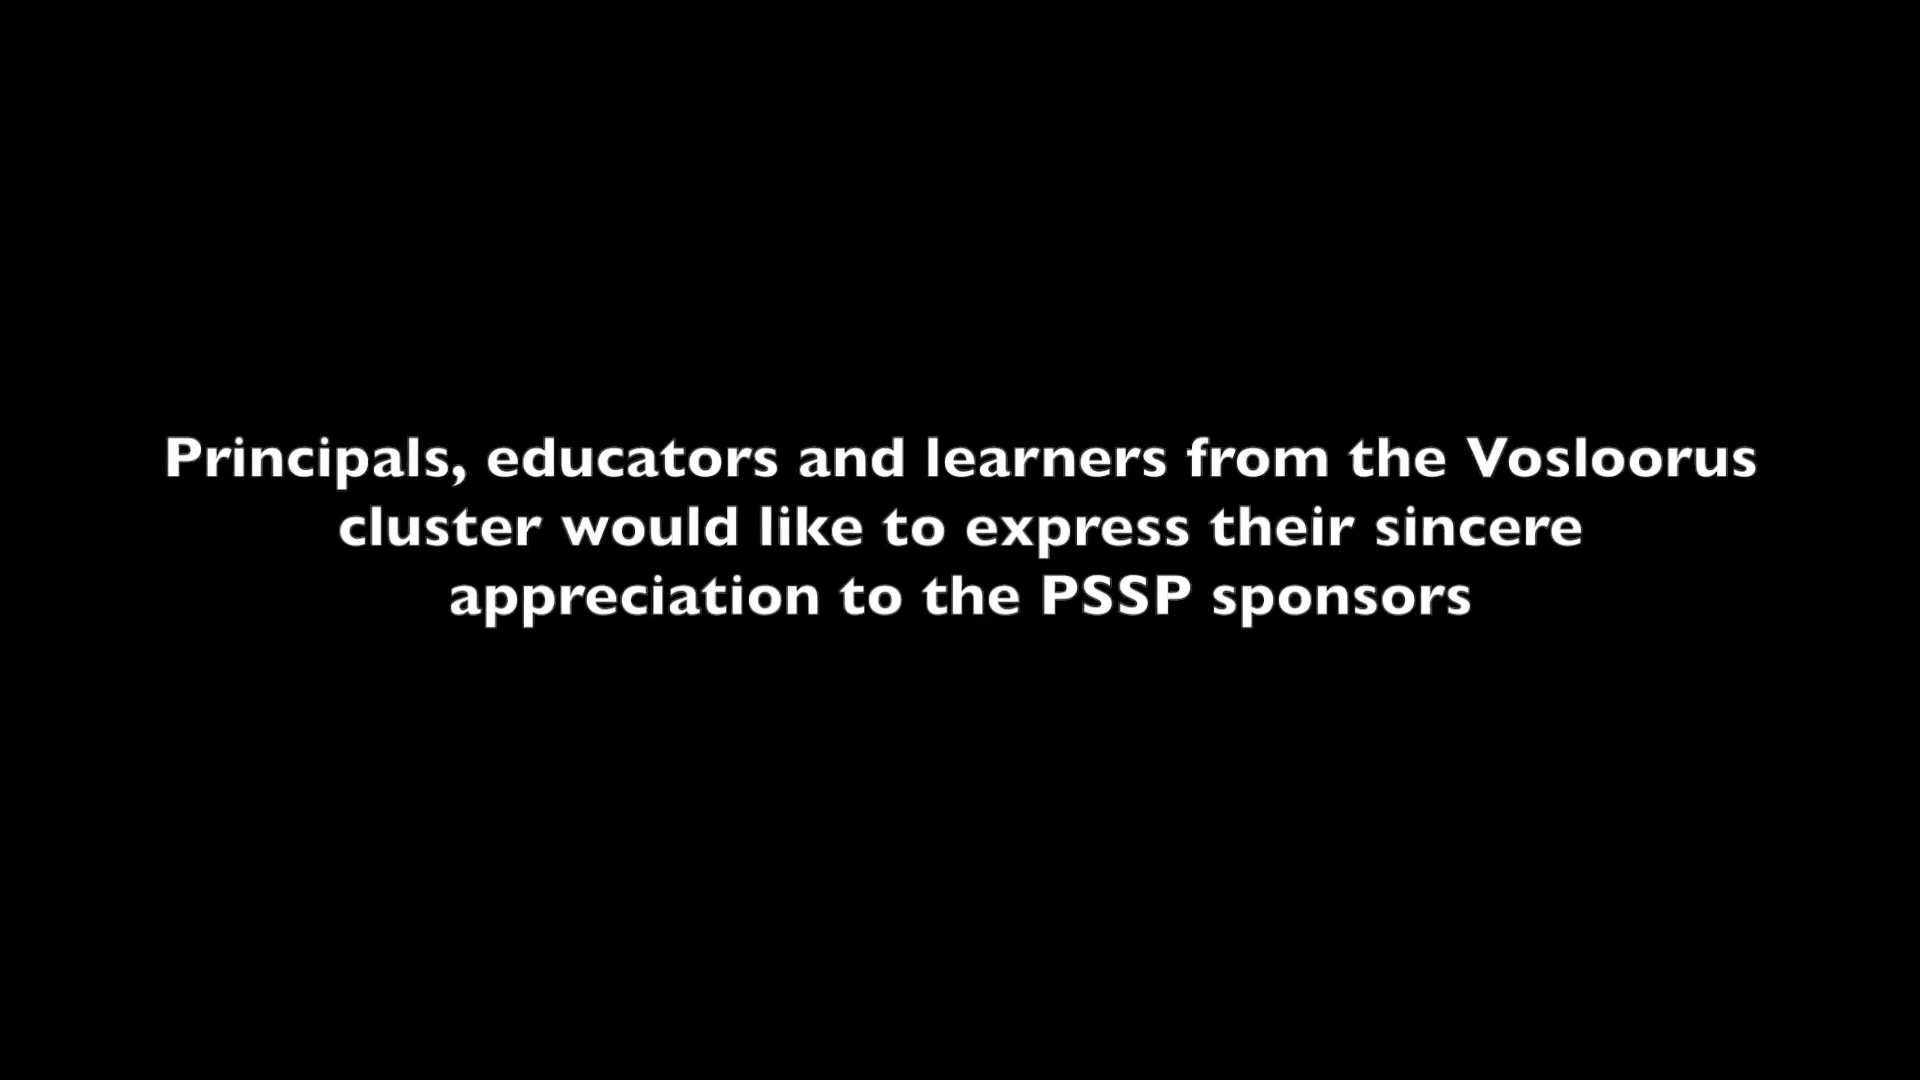 Principals, educators and learners from the Vosloorus
cluster would like to express their sincere
appreciation to the PSSP sponsors